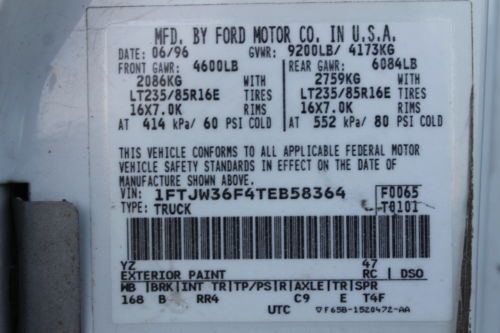 MFD. BY FORD MOTOR CO. IN U.S.A.
DATE: 06/96 GVWR: 9200LB/ 4173KG
FRONT GAWR: 4600LB REAR GAWR: 6084LB
2086KG WITH 2759KG WITH
LT235/85R16E TIRES LT235/85R16E TIRES
16X7.0K RIMS 16X7.0K RIMS
AT 414 kPa/ 60 PSI COLD AT 552 kPa/ 80 PSI COLD
THIS VEHICLE CONFORMS TO ALL APPLICABLE FEDERAL MOTOR
VEHICLE SAFETY STANDARDS IN EFFECT ON THE DATE OF
MANUFACTURE SHOWN ABOVE.
VIN: 1FTJW36F4TEB58364 F0065
TYPE: TRUCK T0101
YZ 47
EXTERIOR PAINT RC DSO
WB BRK INT TR TP/PS R AXLE TR SPR
168 B RR4 C9 E T4F
UTC ▽F65B-1520472-AA